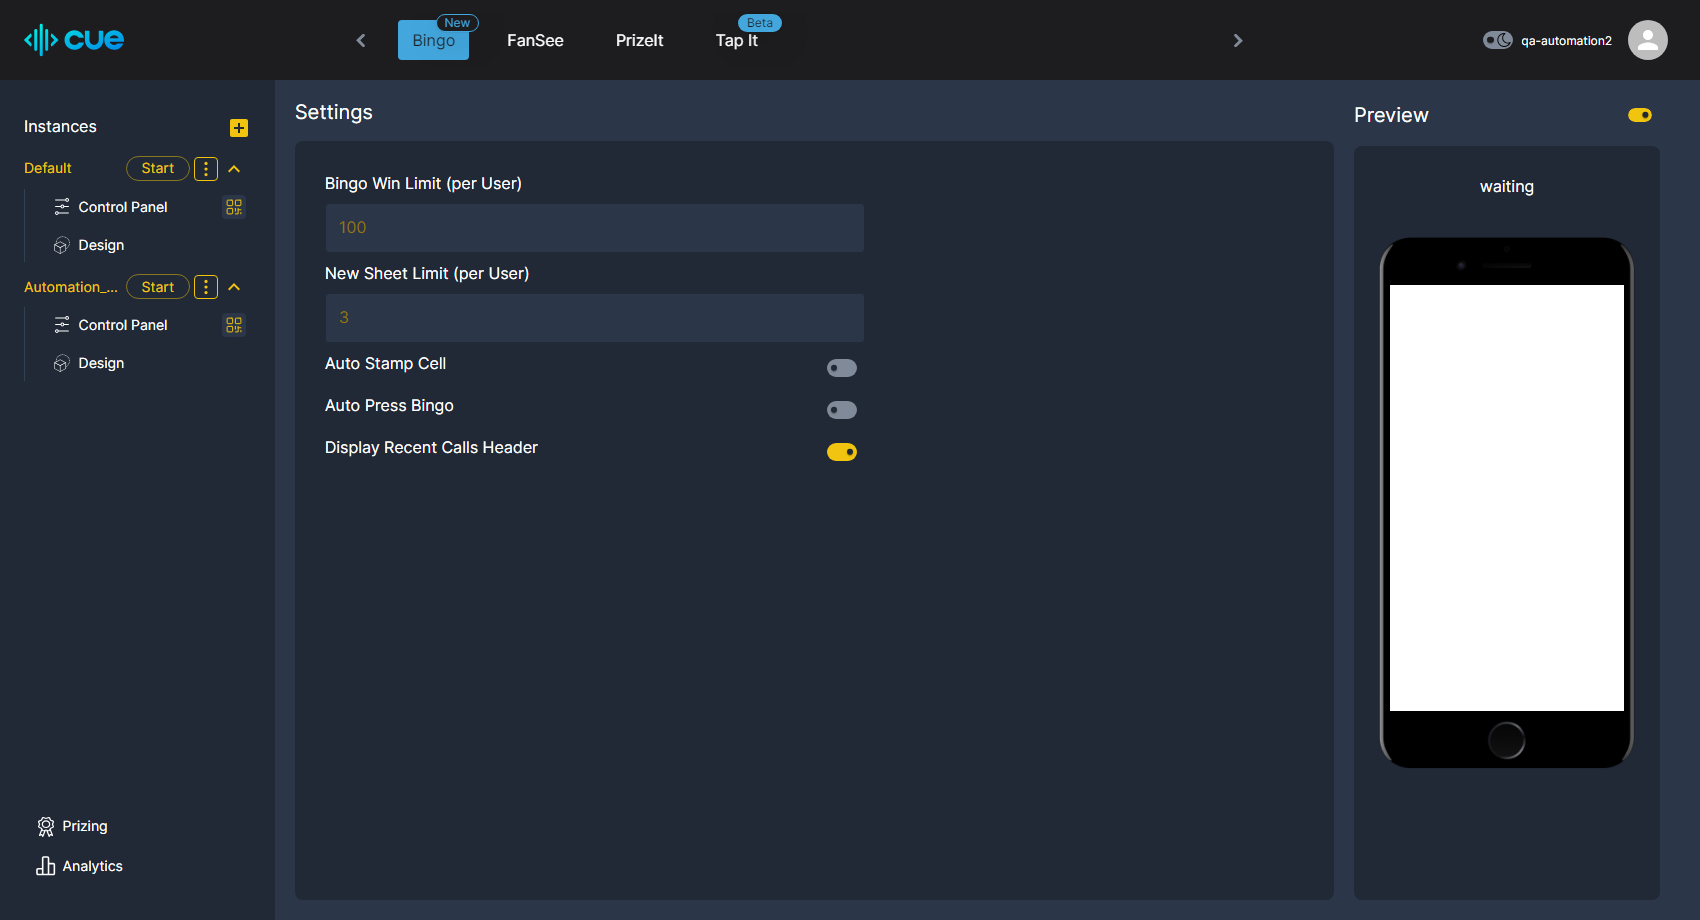 cue
Bingo
New
FanSee
PrizeIt
Tap It
Beta
qa-automation2
Instances
Default
Start
Control Panel
Design
Automation_...
Start
Control Panel
Design
Prizing
Analytics
Settings
Bingo Win Limit (per User)
100
New Sheet Limit (per User)
3
Auto Stamp Cell
Auto Press Bingo
Display Recent Calls Header
Preview
waiting